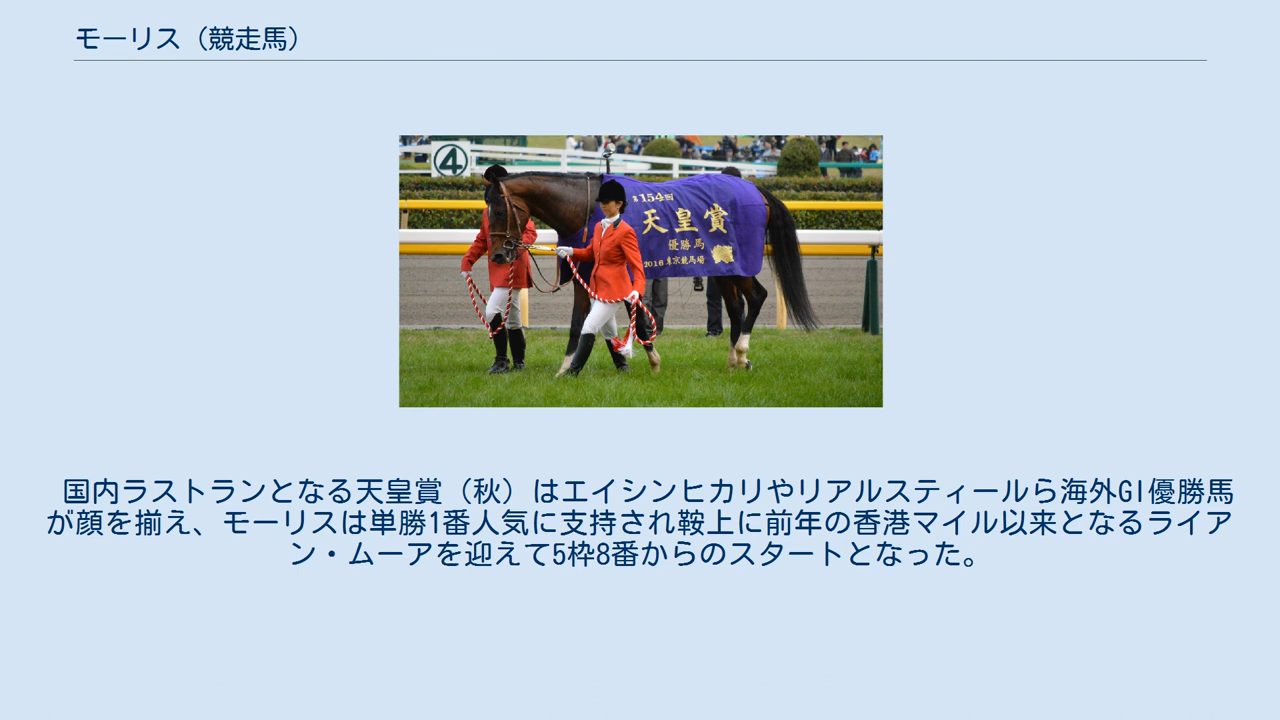 モーリス（競走馬）
④
第154回
天皇賞
優勝馬
2016 東京競馬場
国内ラストランとなる天皇賞（秋）はエイシンヒカリやリアルスティールら海外GI優勝馬
が顔を揃え、モーリスは単勝1番人気に支持され鞍上に前年の香港マイル以来となるライア
ン・ムーアを迎えて5枠8番からのスタートとなった。